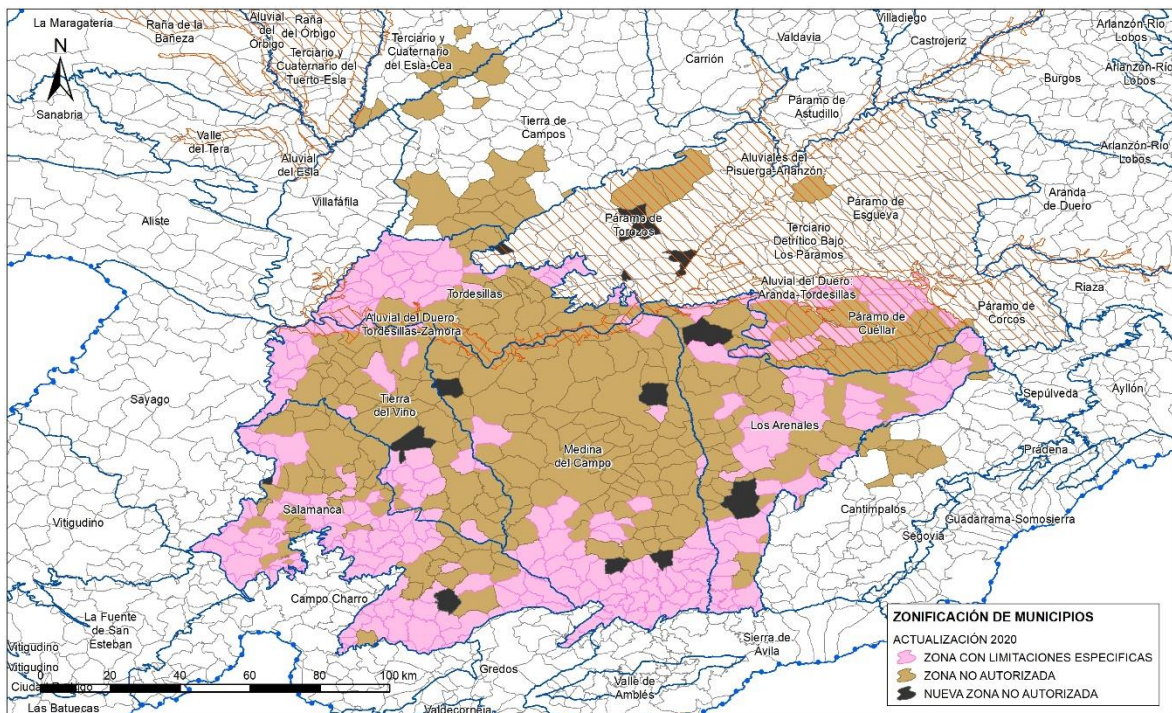 La Maragatería
Raña de la
Bañeza
Aluvial
del
Órbigo
Raña
del Órbigo
Terciario y
Cuaternario del
Tuerto-Esla
Terciario y
Cuaternario
del Esla-Cea
Carrión
Valdavia
Villadiego
Castrojeriz
Arlanzón-Río
Lobos
Arlanzón-Río
Lobos
Burgos
N
Sanabria
Valle
del Tera
Aluvial
del Esla
Tierra de
Campos
Páramo de
Astudillo
Arlanzón-Río
Lobos
Aliste
Villafáfila
Aluviales del
Pisuerga-Arlanzón
Páramo de
Esgueva
Aranda
de Duero
Páramo de
Torozos
Terciario
Detrítico Bajo
Los Páramos
Tordesillas
Aluvial del Duero:
Aranda-Tordesillas
Riaza
Aluvial del Duero:
Tordesillas-Zamora
Páramo de
Cuéllar
Páramo de
Corcos
Sayago
Tierra
del Vino
Sepúlveda
Ayllón
Los Arenales
Medina
del Campo
Prádena
Vitigudino
Salamanca
Cantimpalos
Guadarrama-Somosierra
Segovia
Campo Charro
La Fuente
de San
Esteban
Sierra de
Ávila
Vitigudino
Vitigudino
Gredos
Valle de
Amblés
Las Batuecas
Valdecorneja
0 20 40 60 80 100 km
ZONIFICACIÓN DE MUNICIPIOS
ACTUALIZACIÓN 2020
ZONA CON LIMITACIONES ESPECIFICAS
ZONA NO AUTORIZADA
NUEVA ZONA NO AUTORIZADA